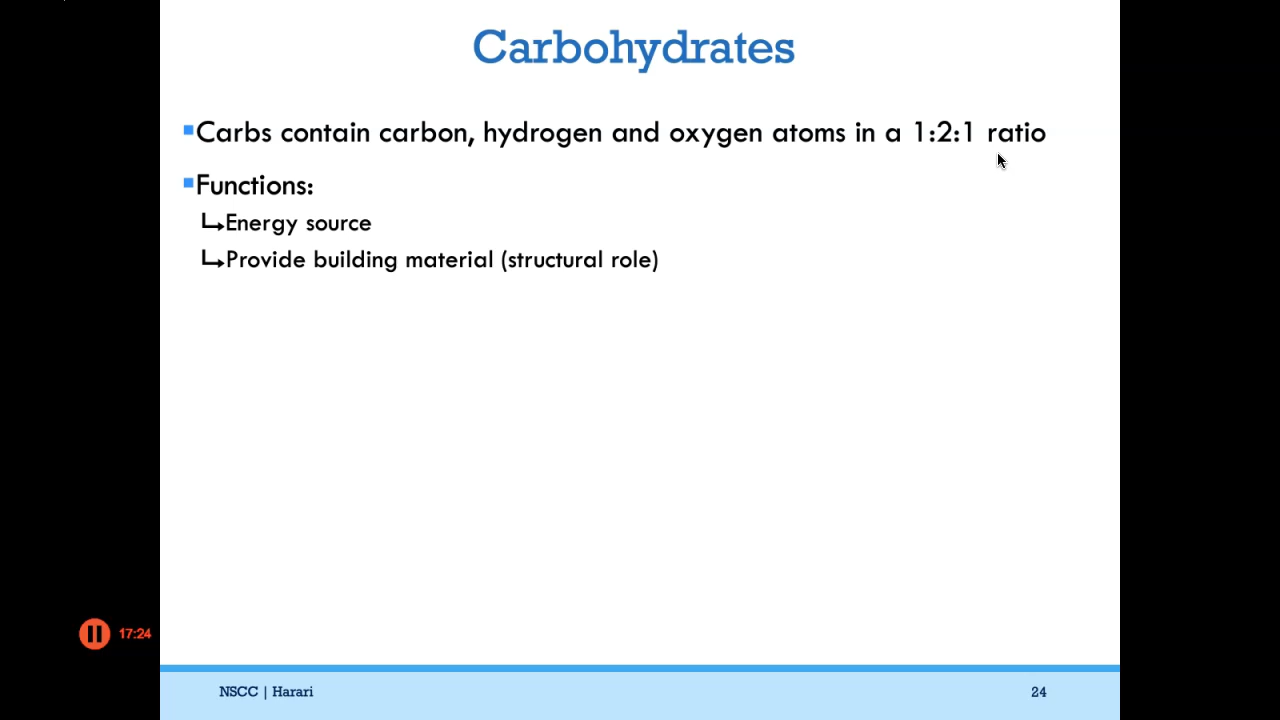 Carbohydrates
Carbs contain carbon, hydrogen and oxygen atoms in a 1:2:1 ratio
Functions:
Energy source
Provide building material (structural role)
17:24
NSCC | Harari
24